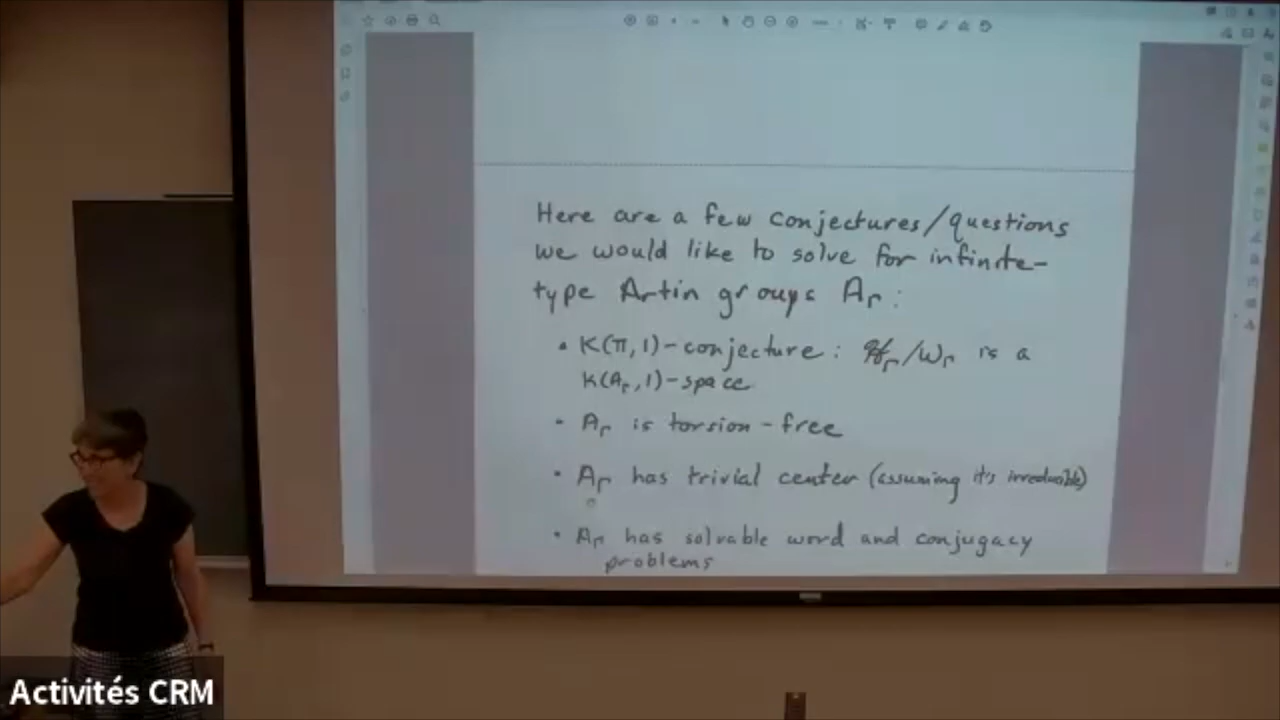 Here are a few conjectures/questions
we would like to solve for infinite-
type Artin groups A_Γ :
• K(π,1)-conjecture : ℋ_Γ/W_Γ is a
K(A_Γ,1)-space
• A_Γ is torsion-free
• A_Γ has trivial center (assuming it's irreducible)
• A_Γ has solvable word and conjugacy
problems
Activités CRM